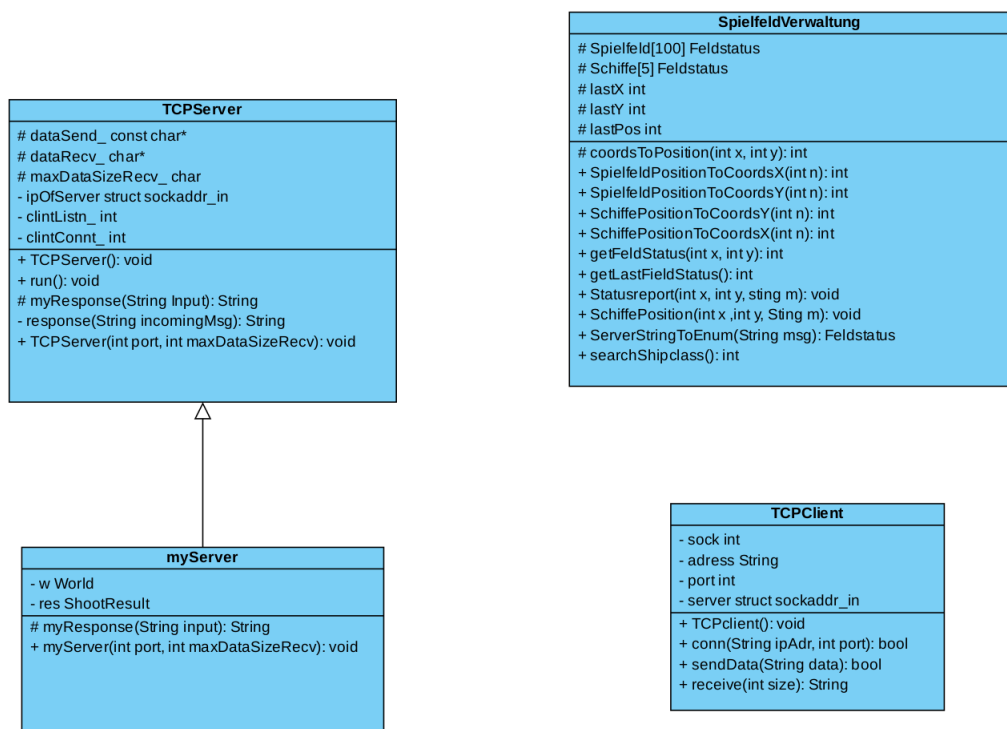 TCPServer
# dataSend_ const char*
# dataRecv_ char*
# maxDataSizeRecv_ char
- ipOfServer struct sockaddr_in
- clintListn_ int
- clintConnt_ int
+ TCPServer(): void
+ run(): void
# myResponse(String Input): String
- response(String incomingMsg): String
+ TCPServer(int port, int maxDataSizeRecv): void
SpielfeldVerwaltung
# Spielfeld[100] Feldstatus
# Schiffe[5] Feldstatus
# lastX int
# lastY int
# lastPos int
# coordsToPosition(int x, int y): int
+ SpielfeldPositionToCoordsX(int n): int
+ SpielfeldPositionToCoordsY(int n): int
+ SchiffePositionToCoordsY(int n): int
+ SchiffePositionToCoordsX(int n): int
+ getFeldStatus(int x, int y): int
+ getLastFieldStatus(): int
+ Statusreport(int x, int y, sting m): void
+ SchiffePosition(int x ,int y, Sting m): void
+ ServerStringToEnum(String msg): Feldstatus
+ searchShipclass(): int
myServer
- w World
- res ShootResult
# myResponse(String input): String
+ myServer(int port, int maxDataSizeRecv): void
TCPClient
- sock int
- adress String
- port int
- server struct sockaddr_in
+ TCPclient(): void
+ conn(String ipAdr, int port): bool
+ sendData(String data): bool
+ receive(int size): String